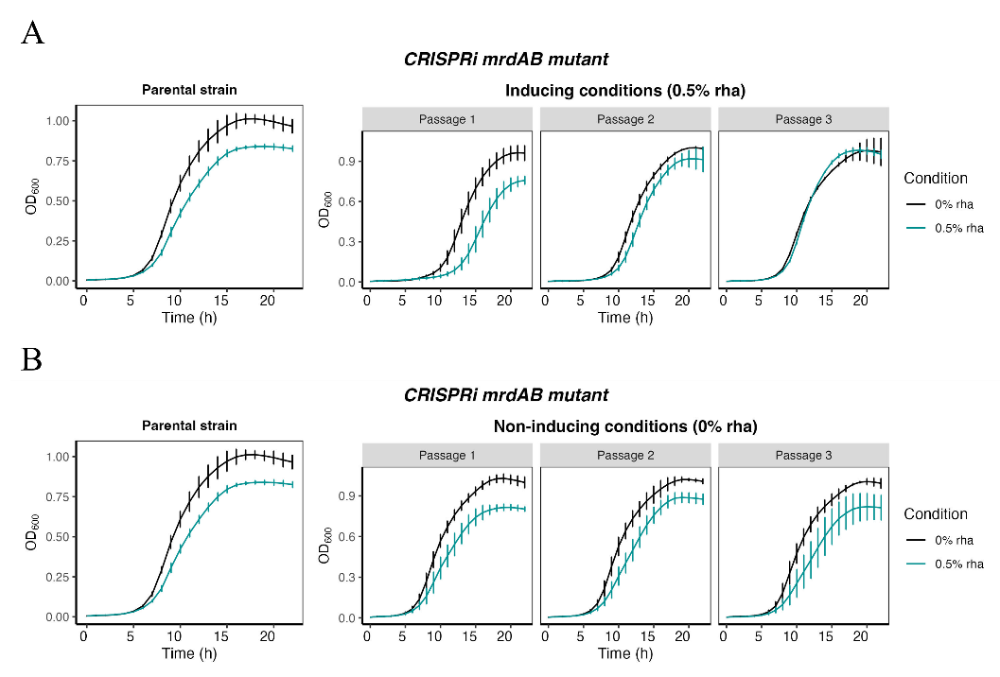 A
CRISPRi mrdAB mutant
Parental strain
Inducing conditions (0.5% rha)
Passage 1
Passage 2
Passage 3
1.00
0.75
0.50
0.25
0.00
OD600
0 5 10 15 20
Time (h)
0.9
0.6
0.3
0.0
OD600
0 5 10 15 20
0 5 10 15 20
0 5 10 15 20
Time (h)
Condition
0% rha
0.5% rha
B
CRISPRi mrdAB mutant
Parental strain
Non-inducing conditions (0% rha)
Passage 1
Passage 2
Passage 3
1.00
0.75
0.50
0.25
0.00
OD600
0 5 10 15 20
Time (h)
0.9
0.6
0.3
0.0
OD600
0 5 10 15 20
0 5 10 15 20
0 5 10 15 20
Time (h)
Condition
0% rha
0.5% rha